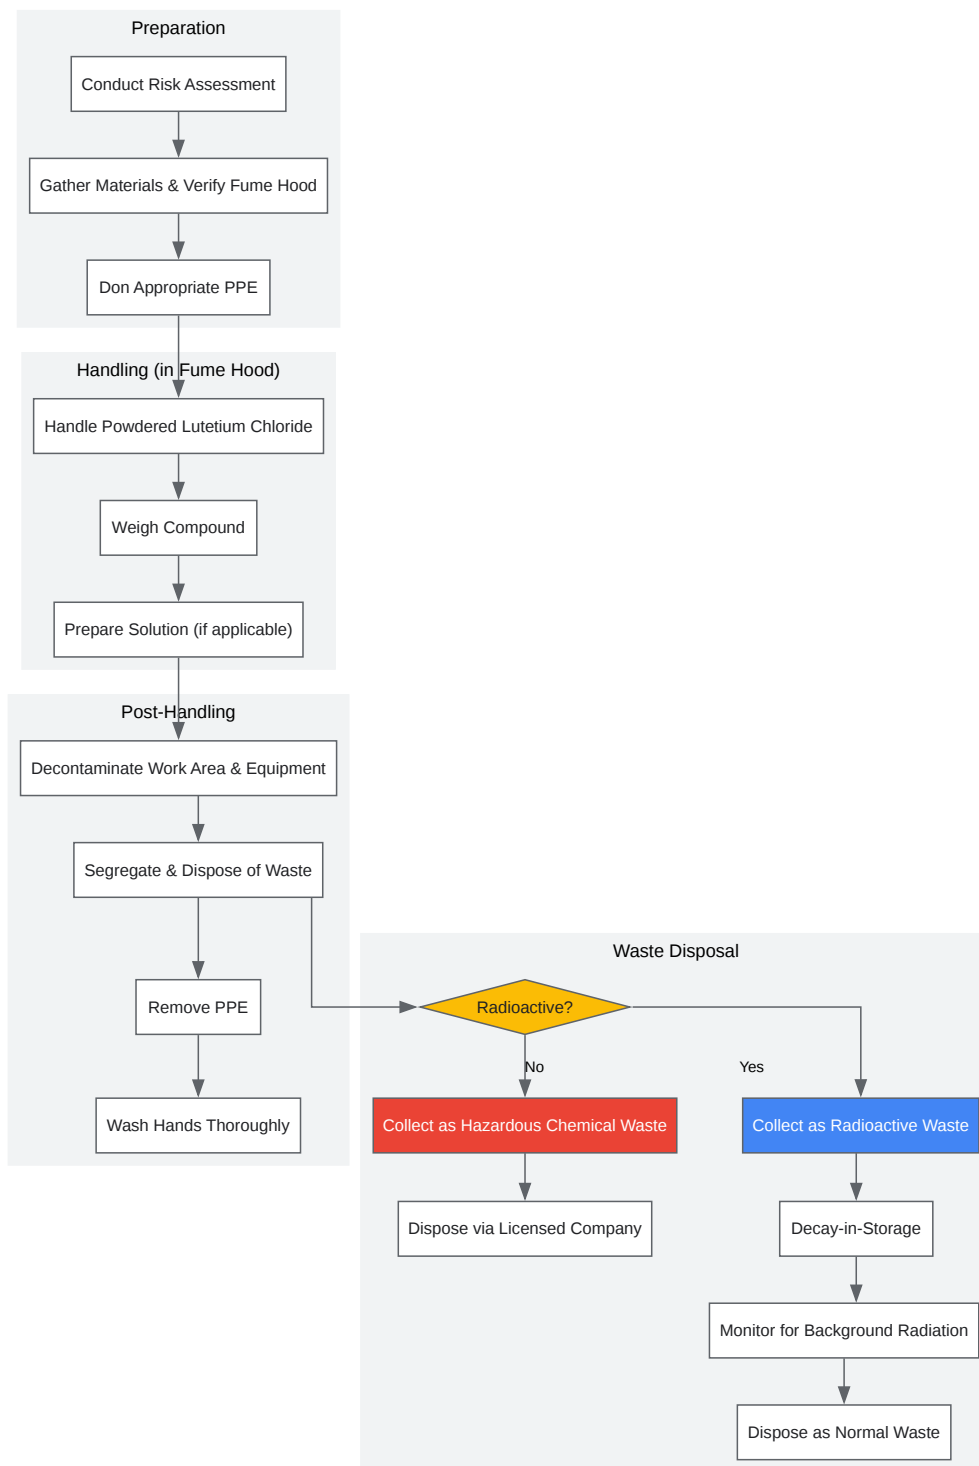 Preparation
Conduct Risk Assessment
Gather Materials & Verify Fume Hood
Don Appropriate PPE
Handling (in Fume Hood)
Handle Powdered Lutetium Chloride
Weigh Compound
Prepare Solution (if applicable)
Post-Handling
Decontaminate Work Area & Equipment
Segregate & Dispose of Waste
Remove PPE
Wash Hands Thoroughly
Waste Disposal
Radioactive?
No
Yes
Collect as Hazardous Chemical Waste
Collect as Radioactive Waste
Dispose via Licensed Company
Decay-in-Storage
Monitor for Background Radiation
Dispose as Normal Waste